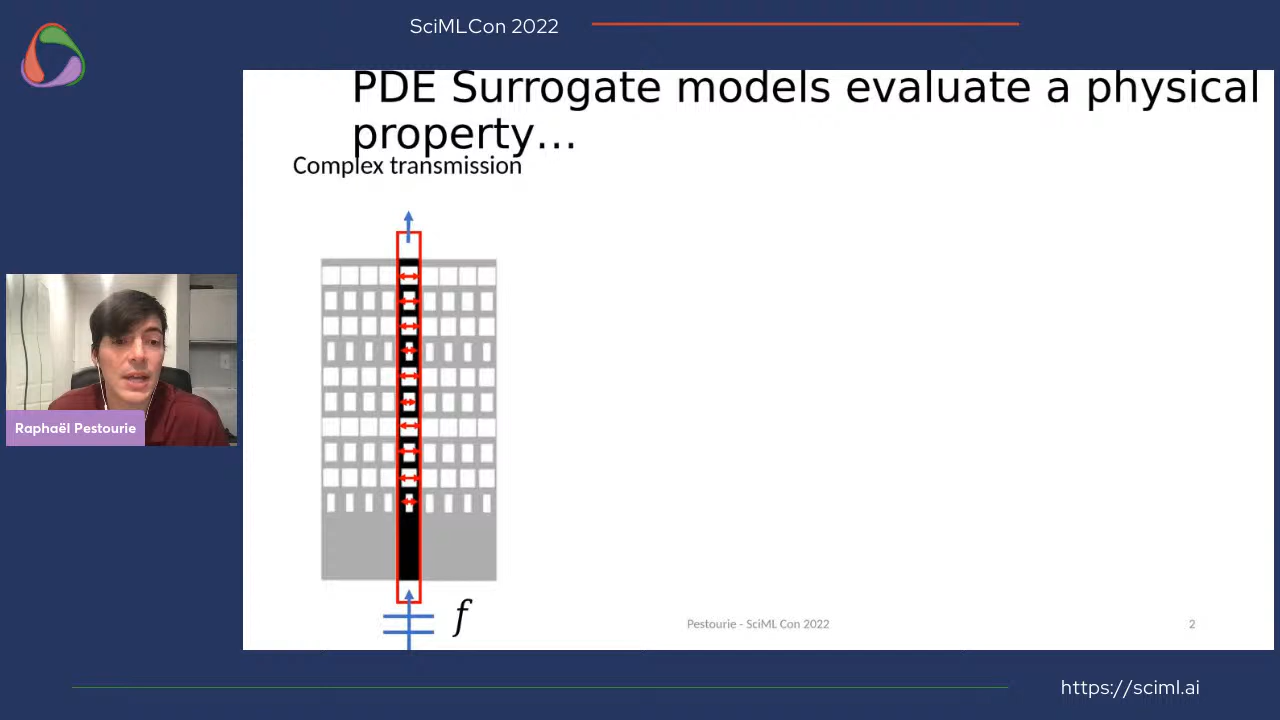 SciMLCon 2022
PDE Surrogate models evaluate a physical
property...
Complex transmission
Raphaël Pestourie
f
Pestourie - SciML Con 2022
2
https://sciml.ai